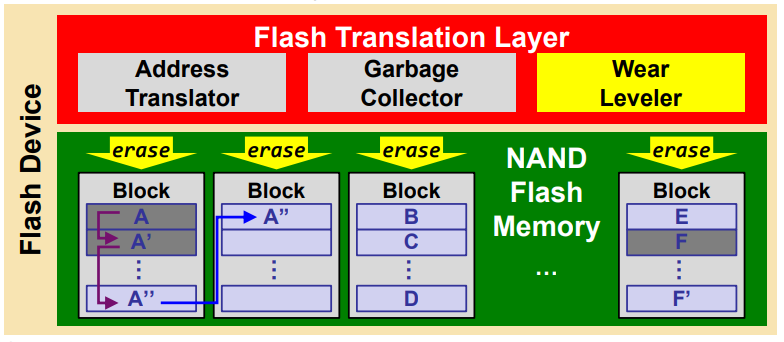 Flash Device
Flash Translation Layer
Address
Translator
Garbage
Collector
Wear
Leveler
erase
erase
erase
erase
NAND
Flash
Memory
...
Block
A
A'
⋮
A''
Block
A''
⋮
Block
B
C
⋮
D
Block
E
F
⋮
F'